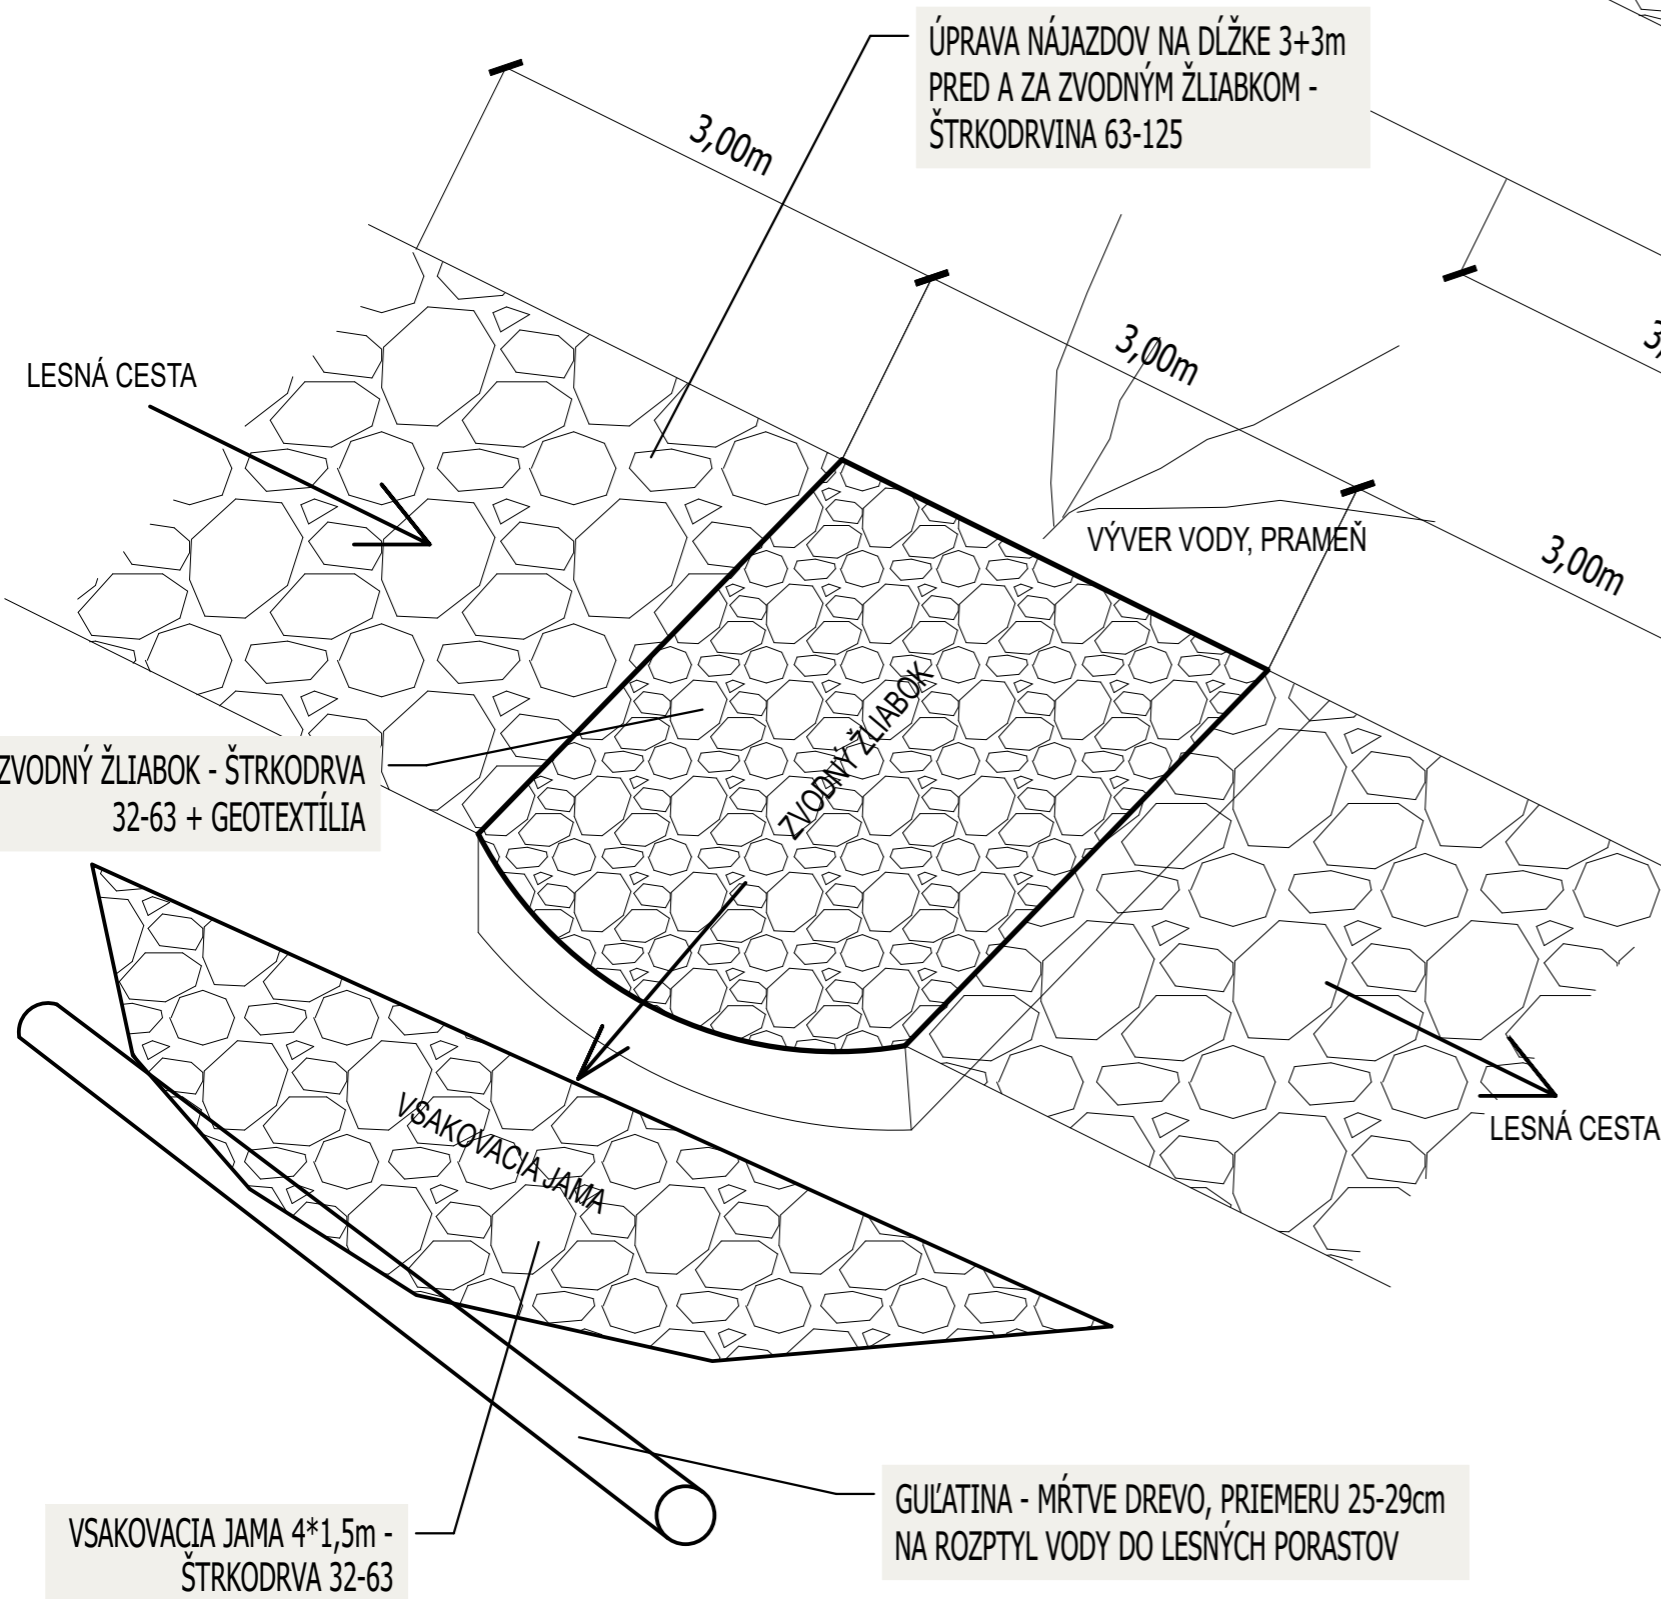 ÚPRAVA NÁJAZDOV NA DĹŽKE 3+3m
PRED A ZA ZVODNÝM ŽLIABKOM -
ŠTRKODRVINA 63-125
3,00m
3,00m
3,
LESNÁ CESTA
VÝVER VODY, PRAMEŇ
3,00m
ZVODNÝ ŽLIABOK
ZVODNÝ ŽLIABOK - ŠTRKODRVA
32-63 + GEOTEXTÍLIA
VSAKOVACIA JAMA
LESNÁ CESTA
GUĽATINA - MŔTVE DREVO, PRIEMERU 25-29cm
NA ROZPTYL VODY DO LESNÝCH PORASTOV
VSAKOVACIA JAMA 4*1,5m -
ŠTRKODRVA 32-63